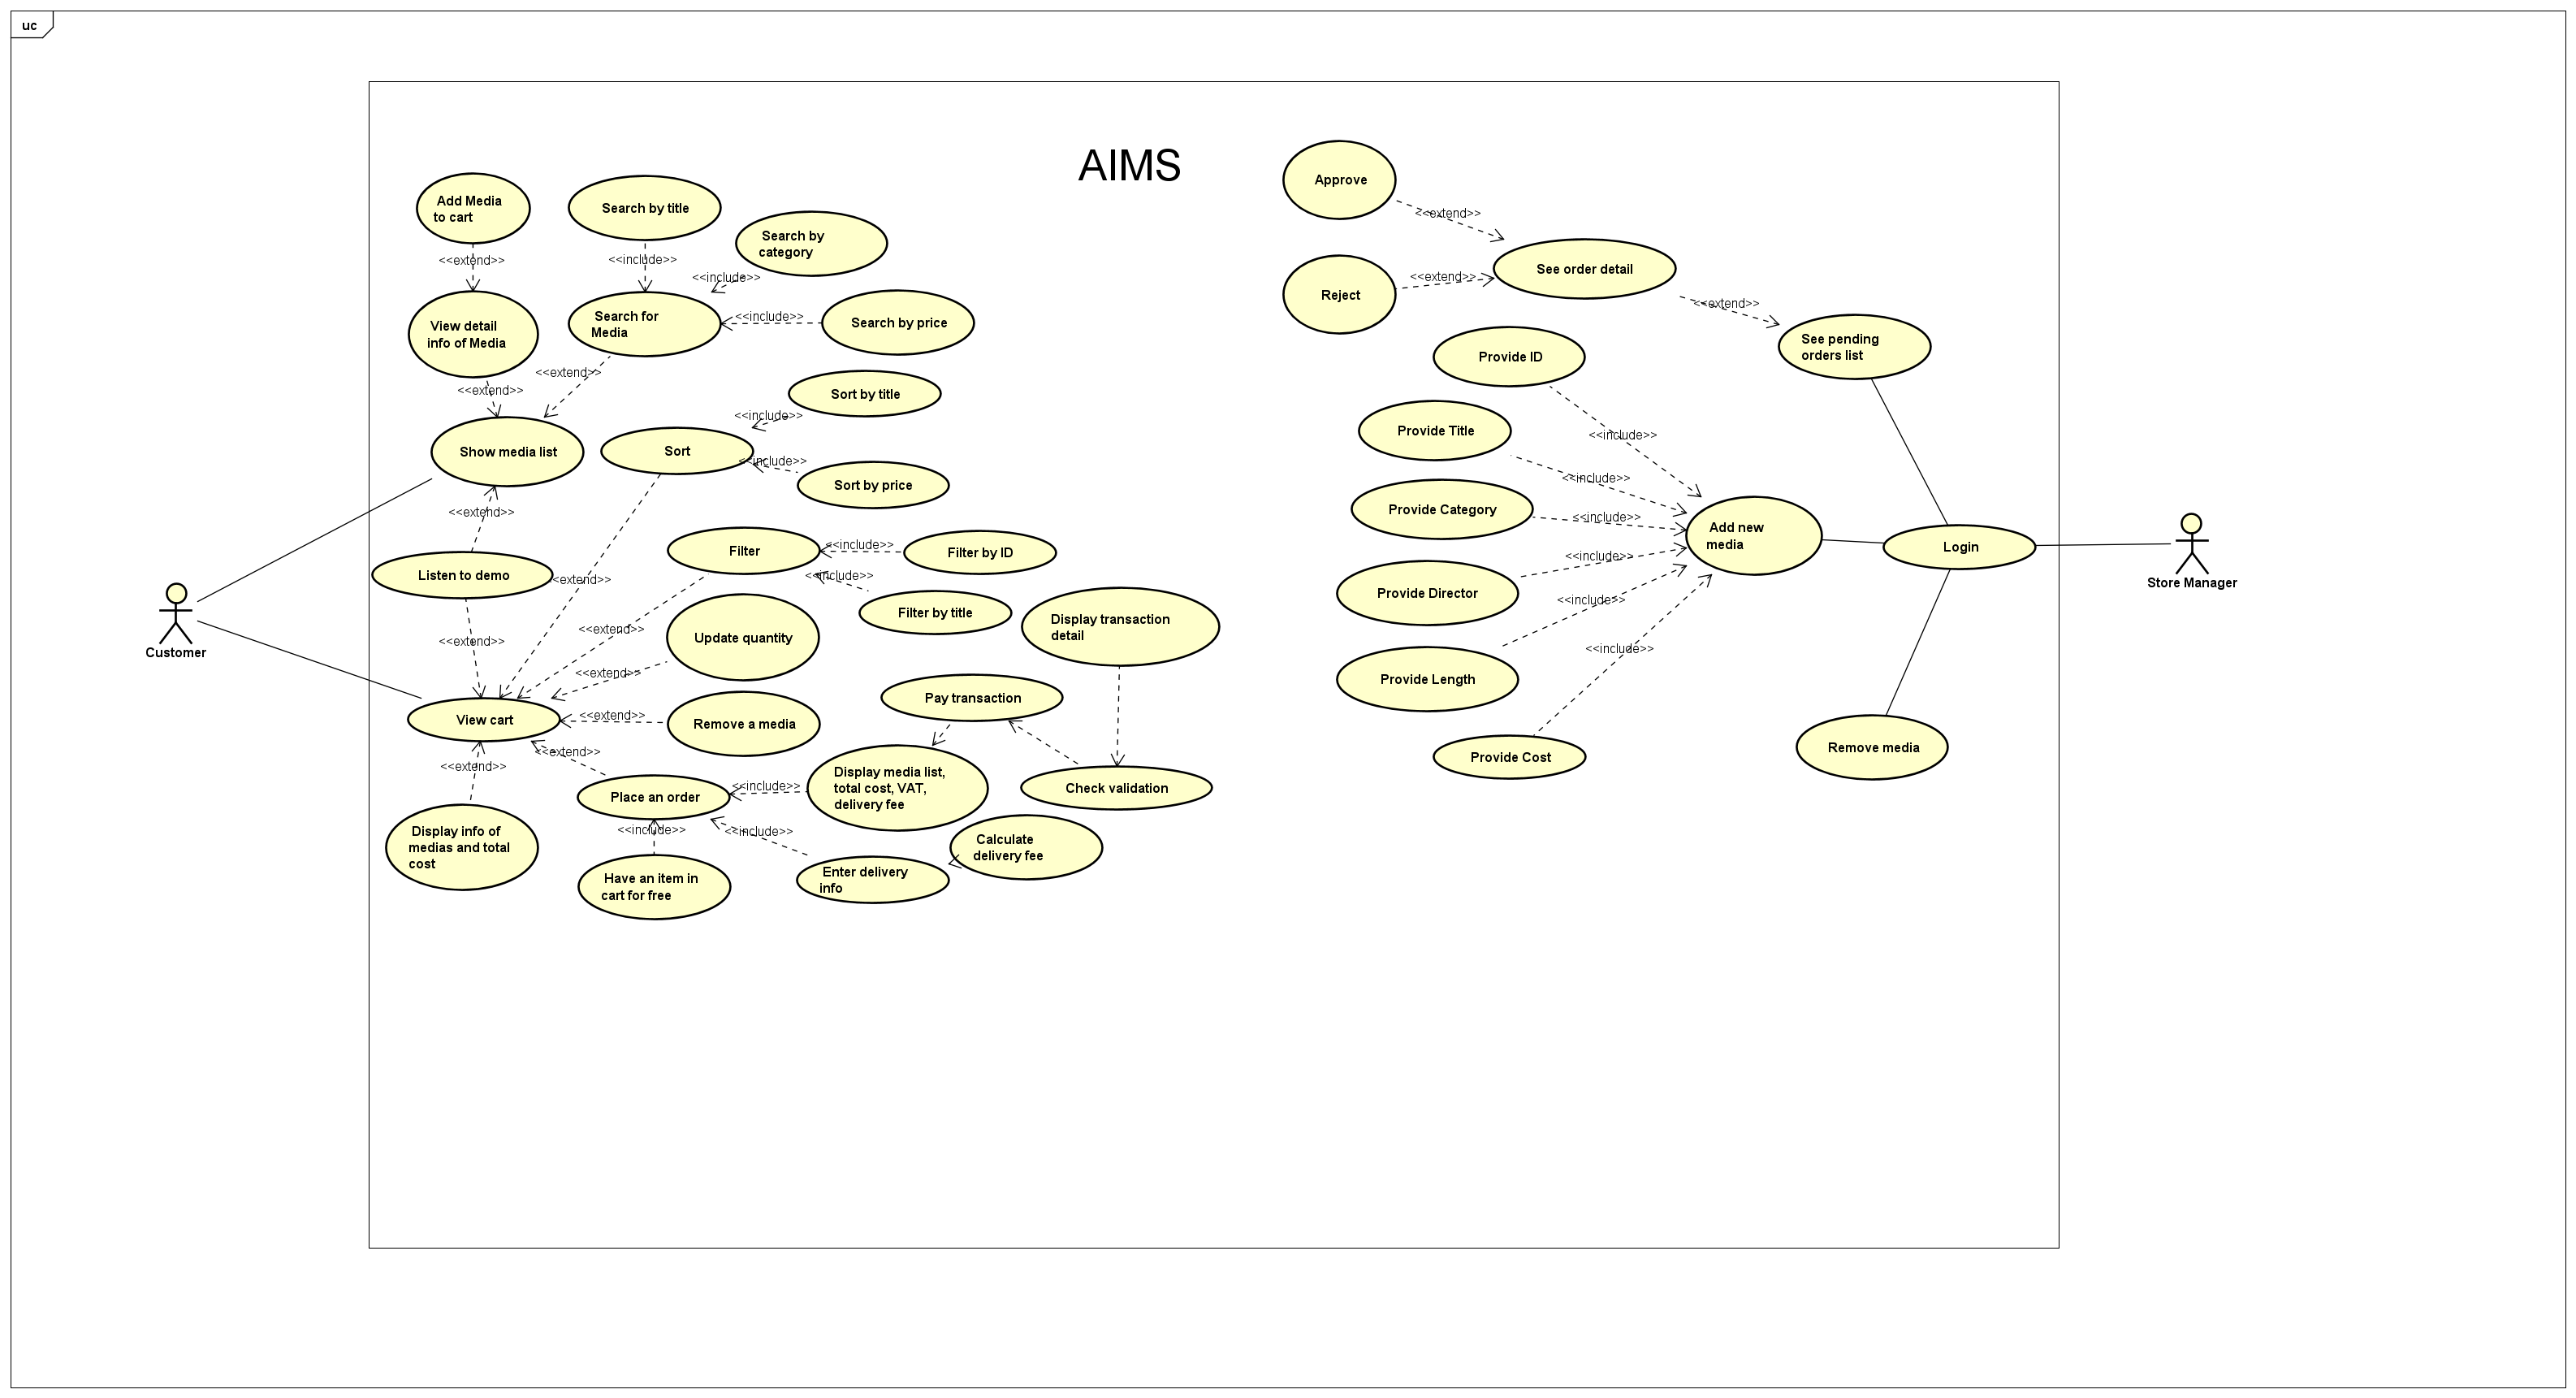 uc
AIMS
Add Media
to cart
Search by title
Search by
category
<<extend>>
<<include>>
<<include>>
View detail
info of Media
Search for
Media
<<include>>
Search by price
<<extend>>
<<extend>>
Sort by title
<<include>>
Show media list
Sort
<<include>>
Sort by price
<<extend>>
Listen to demo
<<extend>>
Filter
<<include>>
Filter by ID
<<include>>
Filter by title
<<extend>>
<<extend>>
Update quantity
<<extend>>
Display transaction
detail
Customer
View cart
<<extend>>
Remove a media
Pay transaction
<<extend>>
<<extend>>
Place an order
<<include>>
Display media list,
total cost, VAT,
delivery fee
Check validation
<<include>>
<<include>>
Display info of
medias and total
cost
Have an item in
cart for free
Enter delivery
info
Calculate
delivery fee
Approve
<<extend>>
Reject
<<extend>>
See order detail
<<extend>>
See pending
orders list
Provide ID
<<include>>
Provide Title
<<include>>
Provide Category
<<include>>
Add new
media
Login
Store Manager
Provide Director
<<include>>
<<include>>
Provide Length
<<include>>
Provide Cost
Remove media